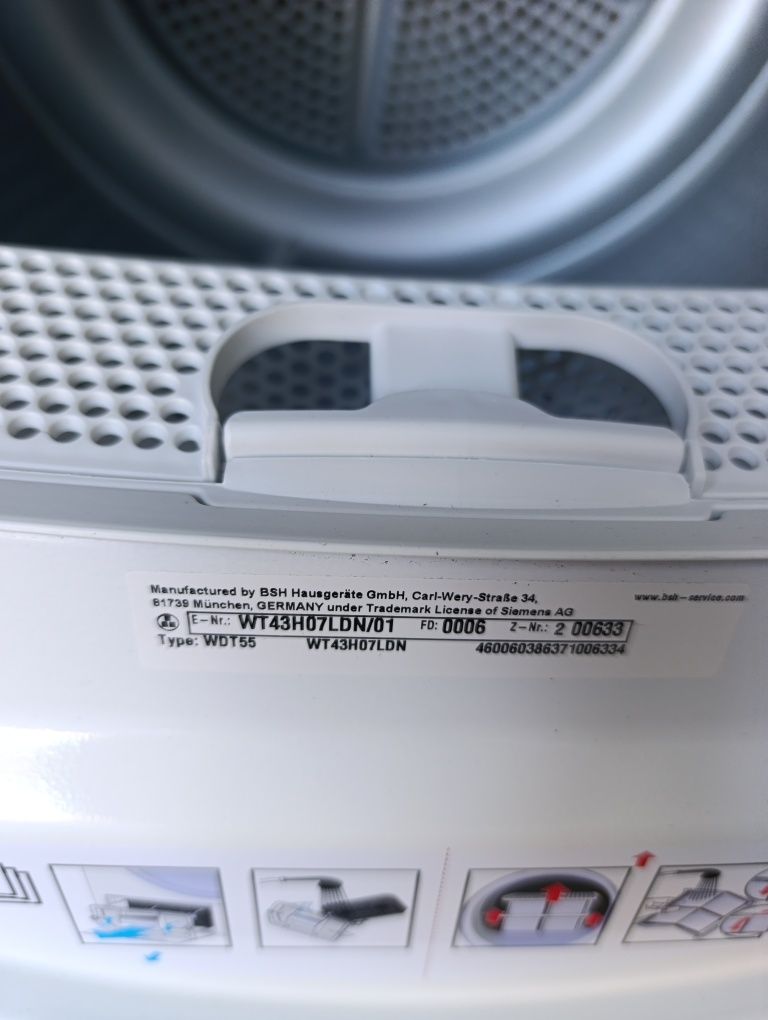 Manufactured by BSH Hausgeräte GmbH, Carl-Wery-Straße 34,
81739 München, GERMANY under Trademark License of Siemens AG
www.bsh-service.com
E-Nr.: WT43H07LDN/01 FD: 0006 Z-Nr.: 2 00633
Type: WDT55 WT43H07LDN 460060386371006334